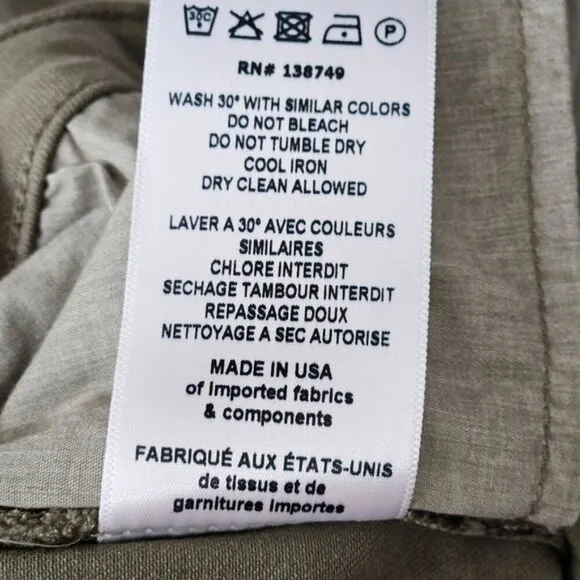 30C P
RN# 138749
WASH 30° WITH SIMILAR COLORS
DO NOT BLEACH
DO NOT TUMBLE DRY
COOL IRON
DRY CLEAN ALLOWED
LAVER A 30° AVEC COULEURS
SIMILAIRES
CHLORE INTERDIT
SECHAGE TAMBOUR INTERDIT
REPASSAGE DOUX
NETTOYAGE A SEC AUTORISE
MADE IN USA
of imported fabrics
& components
FABRIQUÉ AUX ÉTATS-UNIS
de tissus et de
garnitures importes